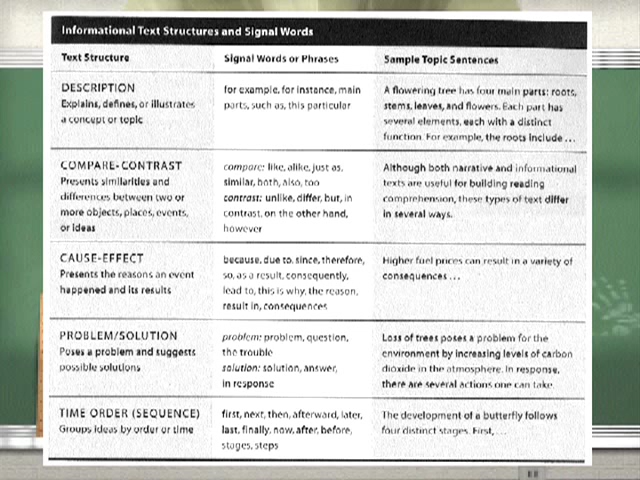 Informational Text Structures and Signal Words
Text Structure
Signal Words or Phrases
Sample Topic Sentences
DESCRIPTION
Explains, defines, or illustrates
a concept or topic
for example, for instance, main
parts, such as, this particular
A flowering tree has four main parts: roots,
stems, leaves, and flowers. Each part has
several elements, each with a distinct
function. For example, the roots include ...
COMPARE-CONTRAST
Presents similarities and
differences between two or
more objects, places, events,
or ideas
compare: like, alike, just as,
similar, both, also, too
contrast: unlike, differ, but, in
contrast, on the other hand,
however
Although both narrative and informational
texts are useful for building reading
comprehension, these types of text differ
in several ways.
CAUSE-EFFECT
Presents the reasons an event
happened and its results
because, due to, since, therefore,
so, as a result, consequently,
lead to, this is why, the reason,
result in, consequences
Higher fuel prices can result in a variety of
consequences ...
PROBLEM/SOLUTION
Poses a problem and suggests
possible solutions
problem: problem, question,
the trouble
solution: solution, answer,
in response
Loss of trees poses a problem for the
environment by increasing levels of carbon
dioxide in the atmosphere. In response,
there are several actions one can take.
TIME ORDER (SEQUENCE)
Groups ideas by order or time
first, next, then, afterward, later,
last, finally, now, after, before,
stages, steps
The development of a butterfly follows
four distinct stages. First, ...